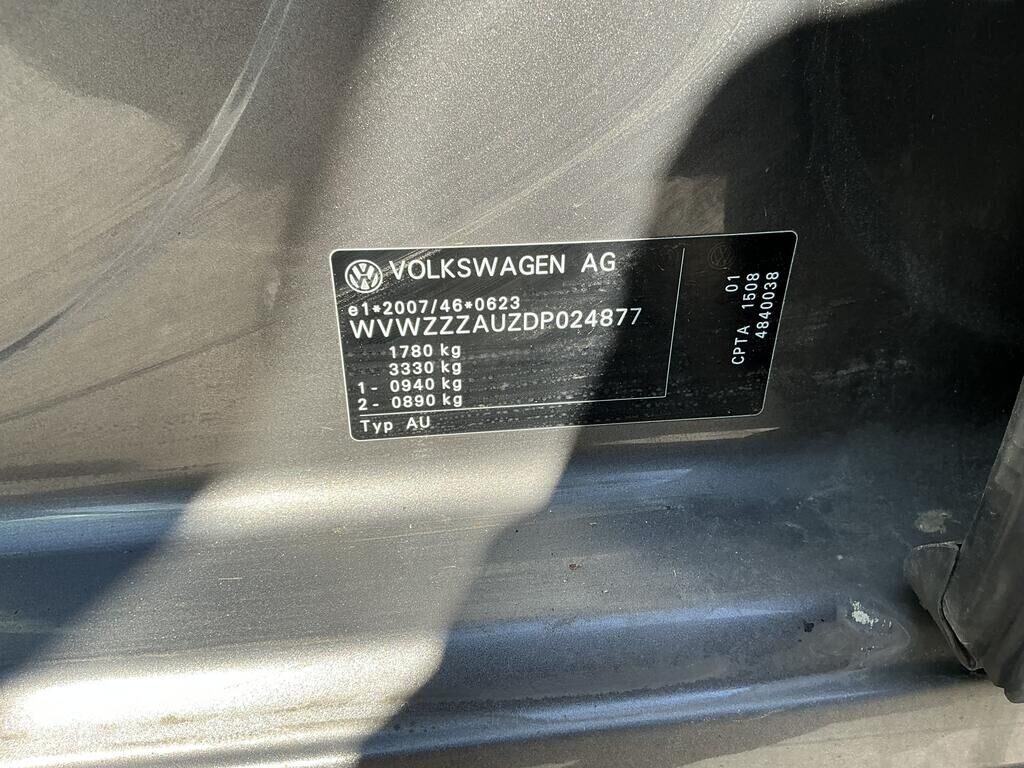 VOLKSWAGEN AG
e1*2007/46*0623
WVWZZZAUZDP024877
1780 kg
3330 kg
1- 0940 kg
2- 0890 kg
Typ AU
01
CPTA 1508
4840038